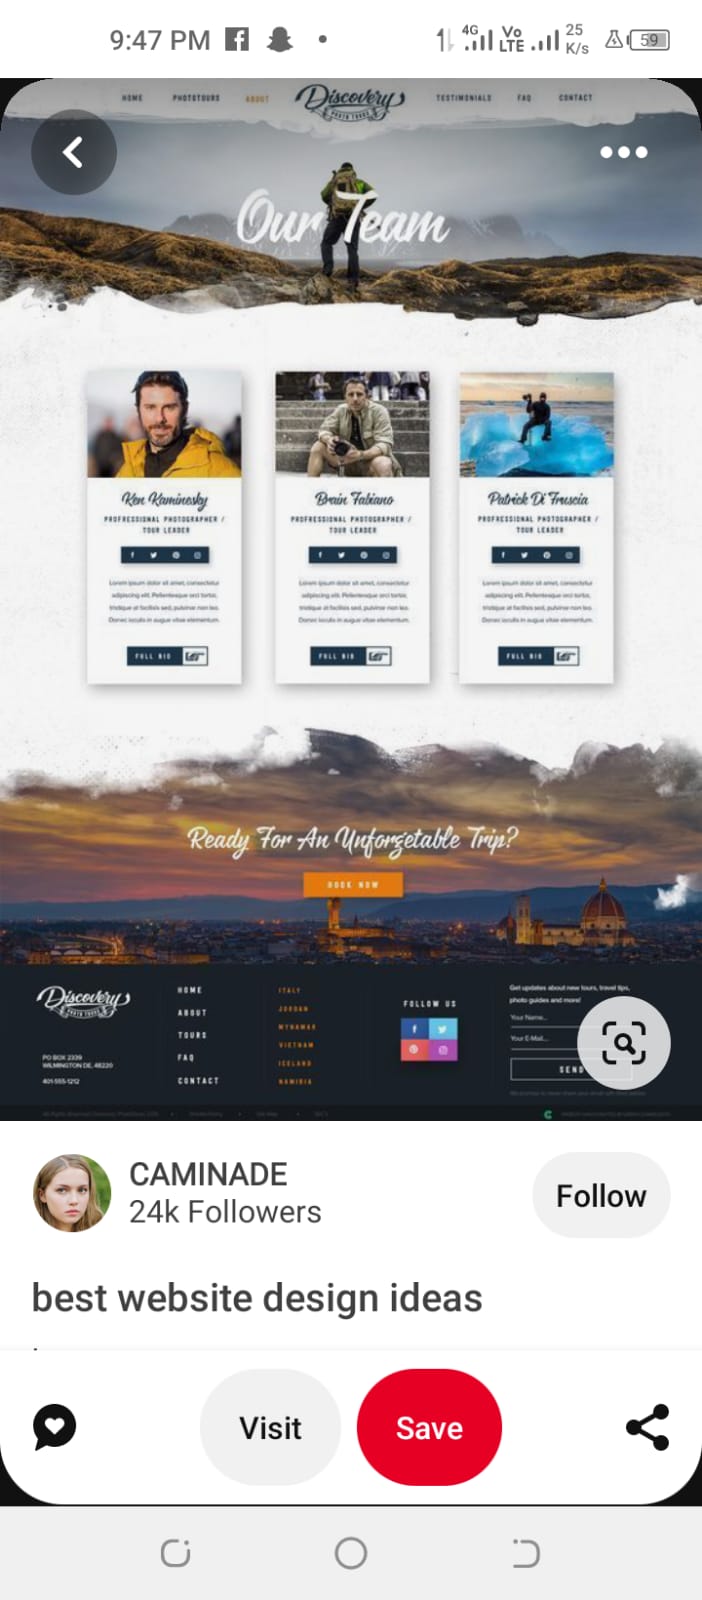 9:47 PM
4G
Vo
LTE
25
K/s
59
HOME
PHOTOTOURS
ABOUT
Discovery
PHOTO TOURS
TESTIMONIALS
FAQ
CONTACT
Our Team
Ken Kaminesky
PROFRESSIONAL PHOTOGRAPHER /
TOUR LEADER
Lorem ipsum dolor sit amet, consectetur
adipiscing elit. Pellentesque orci tortor,
tristique at facilisis sed, pulvinar non leo.
Donec iaculis in augue vitae elementum.
FULL BIO
Brain Fabiano
PROFRESSIONAL PHOTOGRAPHER /
TOUR LEADER
Lorem ipsum dolor sit amet, consectetur
adipiscing elit. Pellentesque orci tortor,
tristique at facilisis sed, pulvinar non leo.
Donec iaculis in augue vitae elementum.
FULL BIO
Patrick Di Fruscia
PROFRESSIONAL PHOTOGRAPHER /
TOUR LEADER
Lorem ipsum dolor sit amet, consectetur
adipiscing elit. Pellentesque orci tortor,
tristique at facilisis sed, pulvinar non leo.
Donec iaculis in augue vitae elementum.
FULL BIO
Ready For An Unforgetable Trip?
BOOK NOW
Discovery
PHOTO TOURS
PO BOX 2339
WILMINGTON DE, 48220
401-555-1212
HOME
ABOUT
TOURS
FAQ
CONTACT
ITALY
JORDAN
MYNAMAR
VIETNAM
ICELAND
NAMIBIA
FOLLOW US
Get updates about new tours, travel tips,
photo guides and more!
Your Name...
Your E-Mail...
SEND
CAMINADE
24k Followers
Follow
best website design ideas
Visit
Save